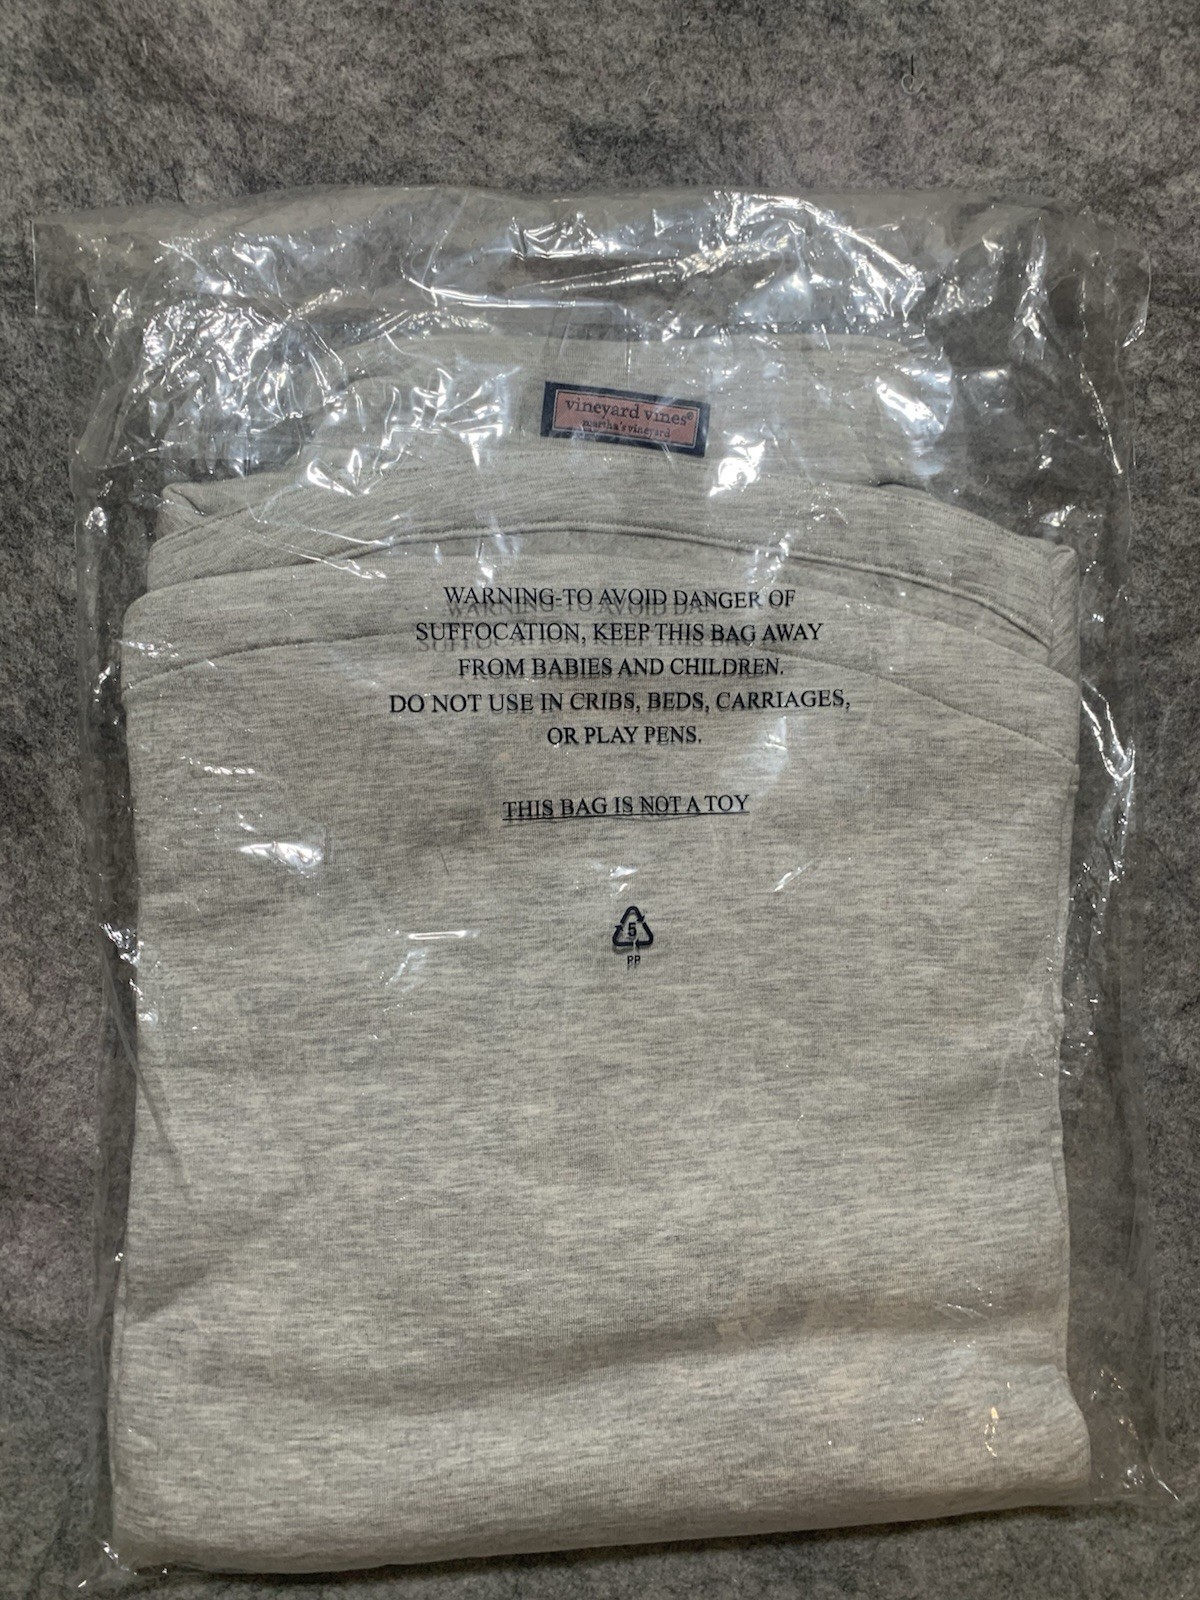 vineyard vines®
martha's vineyard
WARNING-TO AVOID DANGER OF
SUFFOCATION, KEEP THIS BAG AWAY
FROM BABIES AND CHILDREN.
DO NOT USE IN CRIBS, BEDS, CARRIAGES,
OR PLAY PENS.
THIS BAG IS NOT A TOY
5
PP